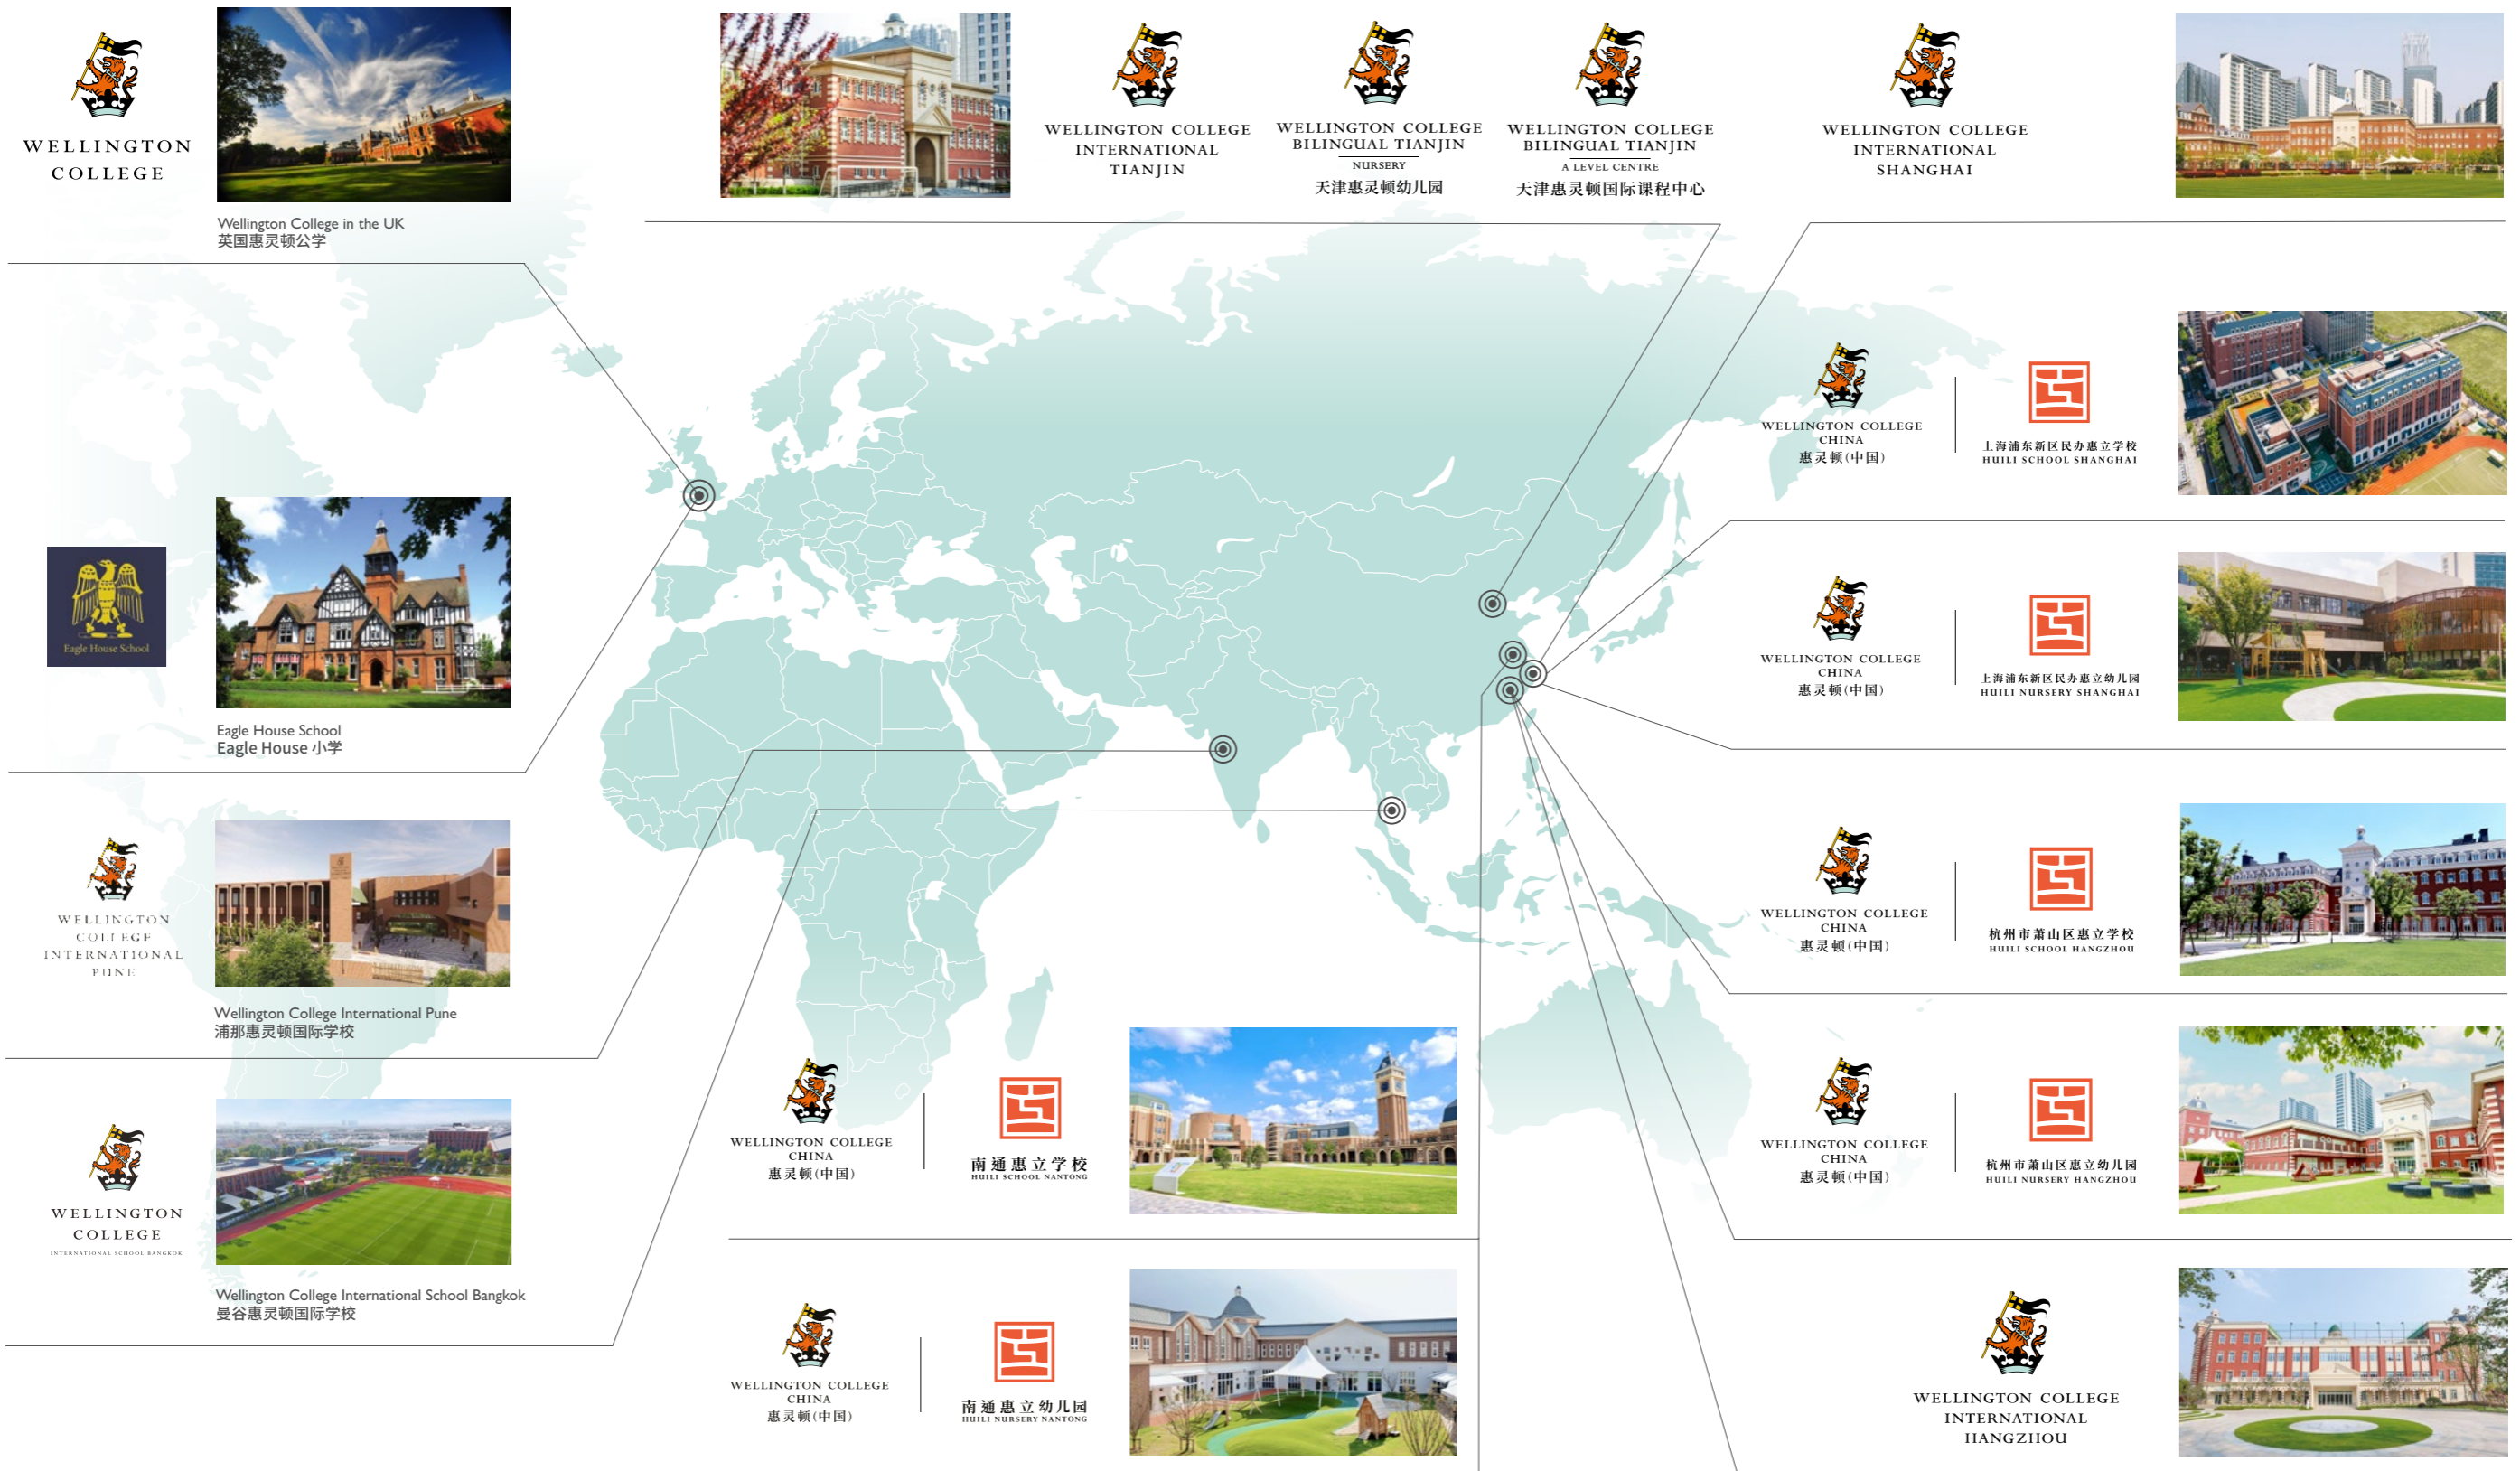 WELLINGTON
COLLEGE
Wellington College in the UK
英国惠灵顿公学
WELLINGTON COLLEGE
INTERNATIONAL
TIANJIN
WELLINGTON COLLEGE
BILINGUAL TIANJIN
NURSERY
天津惠灵顿幼儿园
WELLINGTON COLLEGE
BILINGUAL TIANJIN
A LEVEL CENTRE
天津惠灵顿国际课程中心
WELLINGTON COLLEGE
INTERNATIONAL
SHANGHAI
WELLINGTON COLLEGE
CHINA
惠灵顿(中国)
上海浦东新区民办惠立学校
HUILI SCHOOL SHANGHAI
Eagle House School
Eagle House School
Eagle House 小学
WELLINGTON COLLEGE
CHINA
惠灵顿(中国)
上海浦东新区民办惠立幼儿园
HUILI NURSERY SHANGHAI
WELLINGTON
COLLEGE
INTERNATIONAL
PUNE
Wellington College International Pune
浦那惠灵顿国际学校
WELLINGTON COLLEGE
CHINA
惠灵顿(中国)
杭州市萧山区惠立学校
HUILI SCHOOL HANGZHOU
WELLINGTON
COLLEGE
INTERNATIONAL SCHOOL BANGKOK
Wellington College International School Bangkok
曼谷惠灵顿国际学校
WELLINGTON COLLEGE
CHINA
惠灵顿(中国)
南通惠立学校
HUILI SCHOOL NANTONG
WELLINGTON COLLEGE
CHINA
惠灵顿(中国)
杭州市萧山区惠立幼儿园
HUILI NURSERY HANGZHOU
WELLINGTON COLLEGE
CHINA
惠灵顿(中国)
南通惠立幼儿园
HUILI NURSERY NANTONG
WELLINGTON COLLEGE
INTERNATIONAL
HANGZHOU